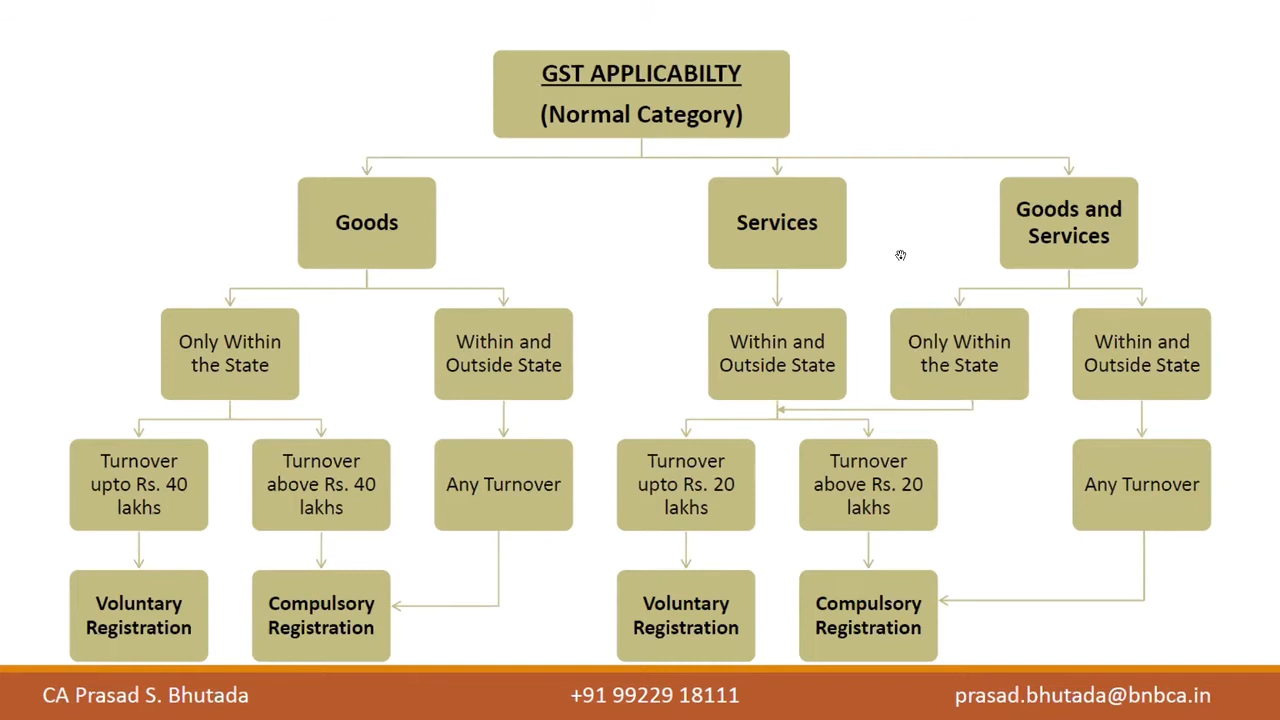 GST APPLICABILTY
(Normal Category)
Goods
Services
Goods and
Services
Only Within
the State
Within and
Outside State
Within and
Outside State
Only Within
the State
Within and
Outside State
Turnover
upto Rs. 40
lakhs
Turnover
above Rs. 40
lakhs
Any Turnover
Turnover
upto Rs. 20
lakhs
Turnover
above Rs. 20
lakhs
Any Turnover
Voluntary
Registration
Compulsory
Registration
Voluntary
Registration
Compulsory
Registration
CA Prasad S. Bhutada
+91 99229 18111
prasad.bhutada@bnbca.in